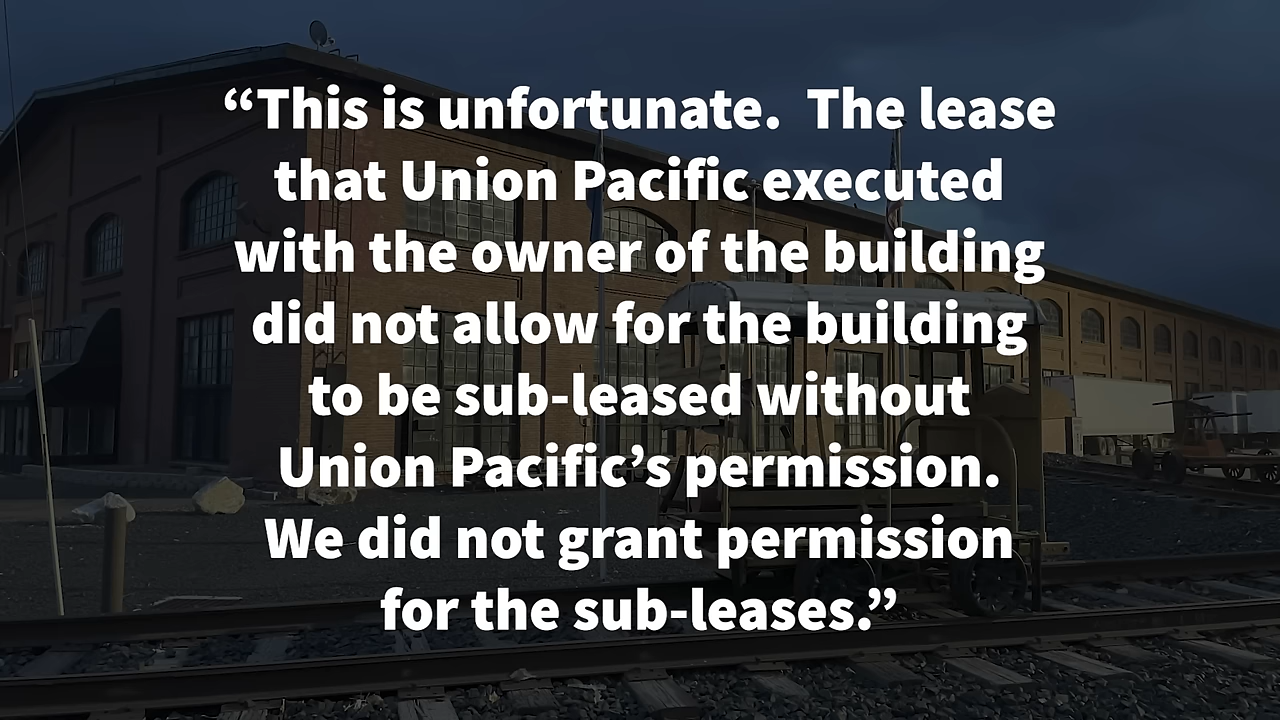 “This is unfortunate.  The lease
that Union Pacific executed
with the owner of the building
did not allow for the building
to be sub-leased without
Union Pacific’s permission.
We did not grant permission
for the sub-leases.”